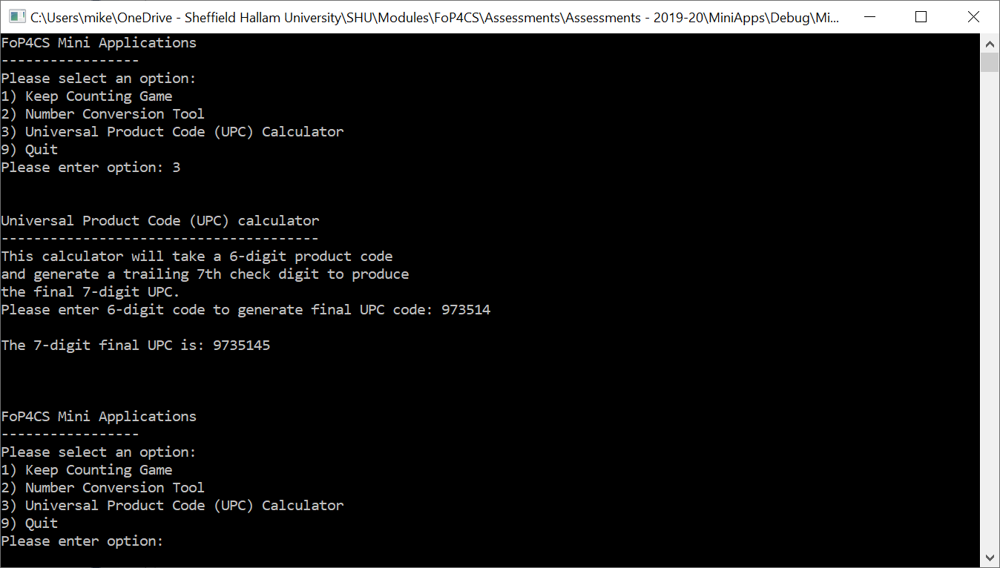 C:\Users\mike\OneDrive - Sheffield Hallam University\SHU\Modules\FoP4CS\Assessments\Assessments - 2019-20\MiniApps\Debug\Mi...
FoP4CS Mini Applications
-----------------
Please select an option:
1) Keep Counting Game
2) Number Conversion Tool
3) Universal Product Code (UPC) Calculator
9) Quit
Please enter option: 3
Universal Product Code (UPC) calculator
---------------------------------------
This calculator will take a 6-digit product code
and generate a trailing 7th check digit to produce
the final 7-digit UPC.
Please enter 6-digit code to generate final UPC code: 973514
The 7-digit final UPC is: 9735145
FoP4CS Mini Applications
-----------------
Please select an option:
1) Keep Counting Game
2) Number Conversion Tool
3) Universal Product Code (UPC) Calculator
9) Quit
Please enter option: